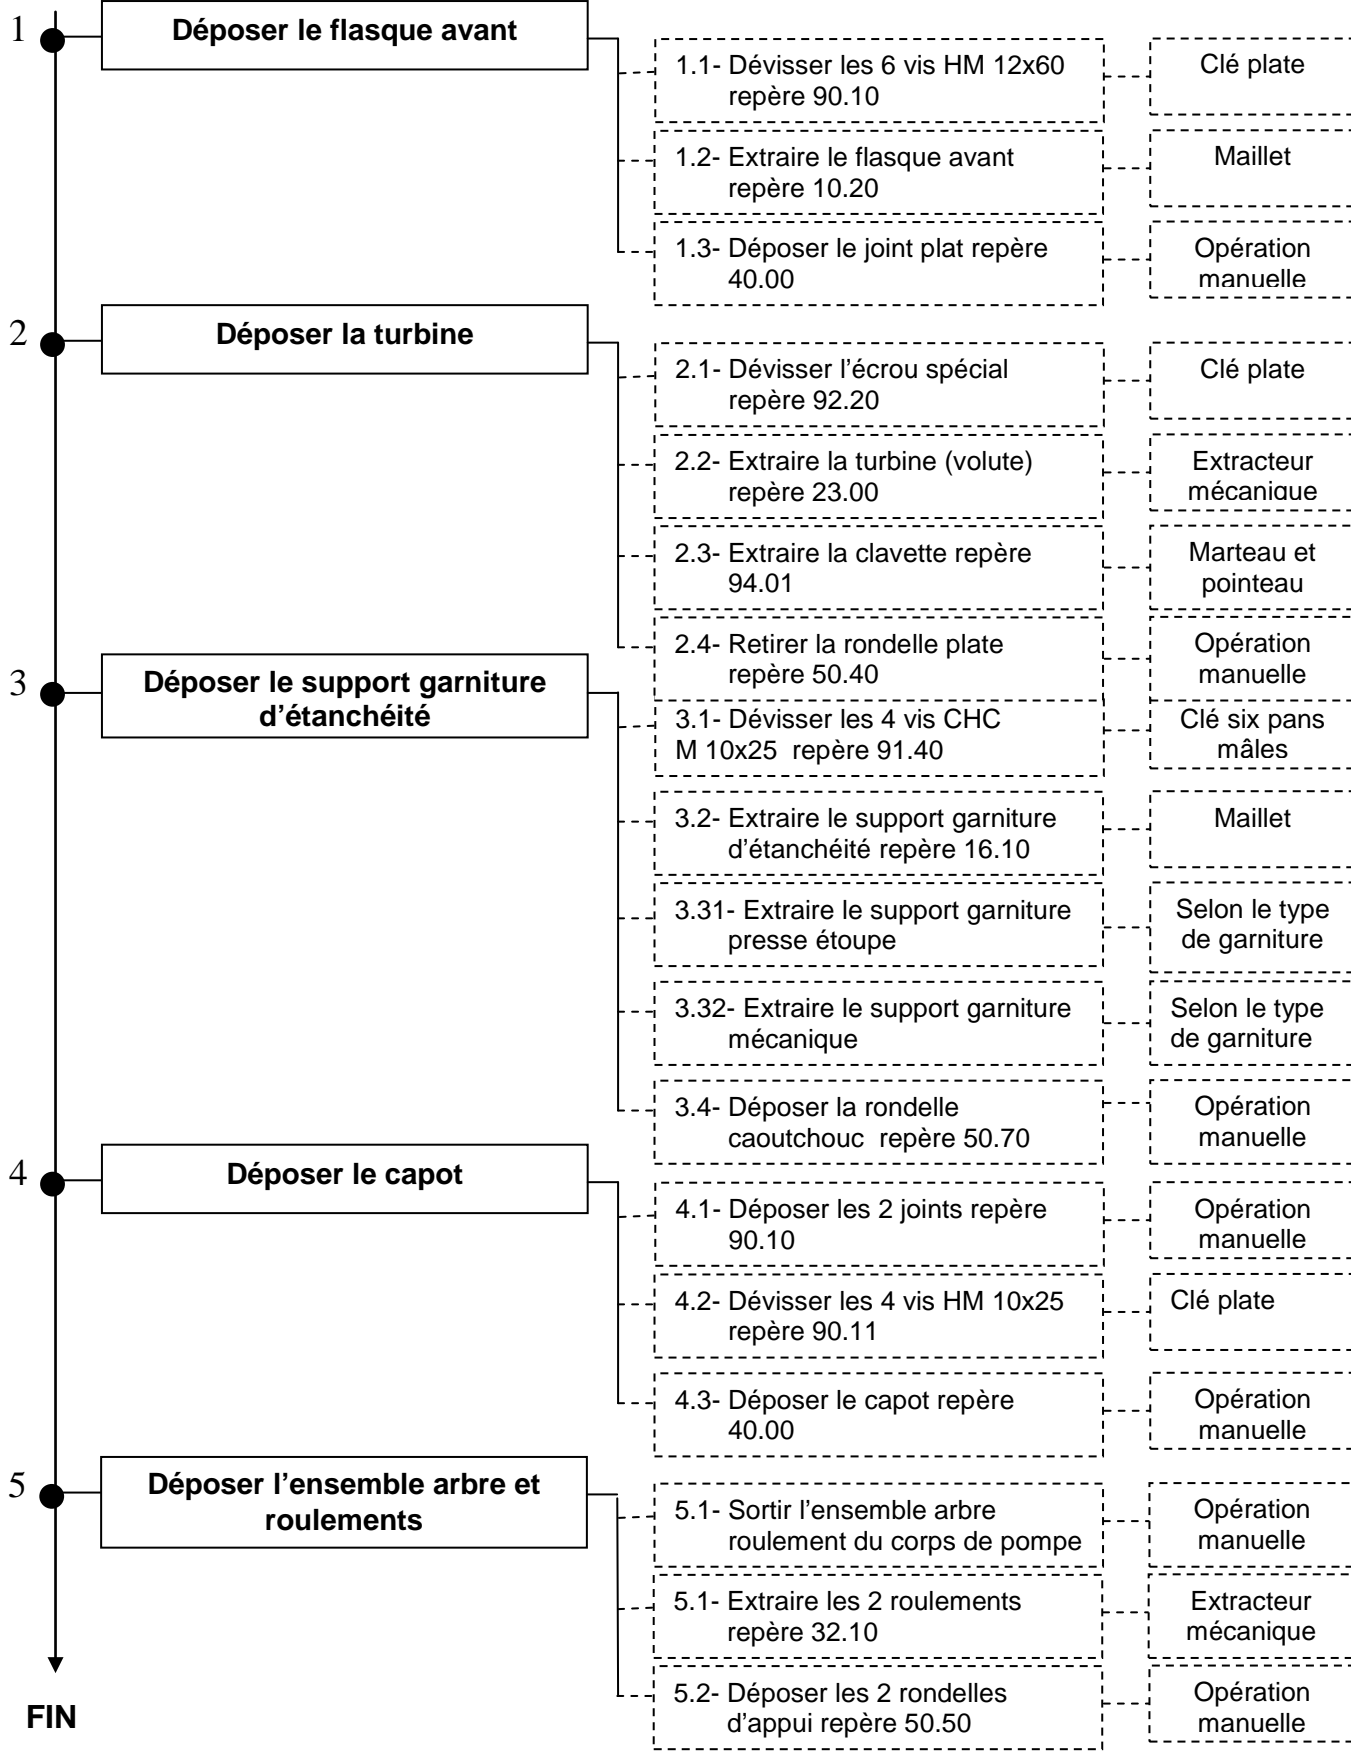 1
Déposer le flasque avant
1.1- Dévisser les 6 vis HM 12x60
repère 90.10
Clé plate
1.2- Extraire le flasque avant
repère 10.20
Maillet
1.3- Déposer le joint plat repère
40.00
Opération
manuelle
2
Déposer la turbine
2.1- Dévisser l'écrou spécial
repère 92.20
Clé plate
2.2- Extraire la turbine (volute)
repère 23.00
Extracteur
mécanique
2.3- Extraire la clavette repère
94.01
Marteau et
pointeau
2.4- Retirer la rondelle plate
repère 50.40
Opération
manuelle
3
Déposer le support garniture
d'étanchéité
3.1- Dévisser les 4 vis CHC
M 10x25 repère 91.40
Clé six pans
mâles
3.2- Extraire le support garniture
d'étanchéité repère 16.10
Maillet
3.31- Extraire le support garniture
presse étoupe
Selon le type
de garniture
3.32- Extraire le support garniture
mécanique
Selon le type
de garniture
3.4- Déposer la rondelle
caoutchouc repère 50.70
Opération
manuelle
4
Déposer le capot
4.1- Déposer les 2 joints repère
90.10
Opération
manuelle
4.2- Dévisser les 4 vis HM 10x25
repère 90.11
Clé plate
4.3- Déposer le capot repère
40.00
Opération
manuelle
5
Déposer l'ensemble arbre et
roulements
5.1- Sortir l'ensemble arbre
roulement du corps de pompe
Opération
manuelle
5.1- Extraire les 2 roulements
repère 32.10
Extracteur
mécanique
5.2- Déposer les 2 rondelles
d'appui repère 50.50
Opération
manuelle
FIN